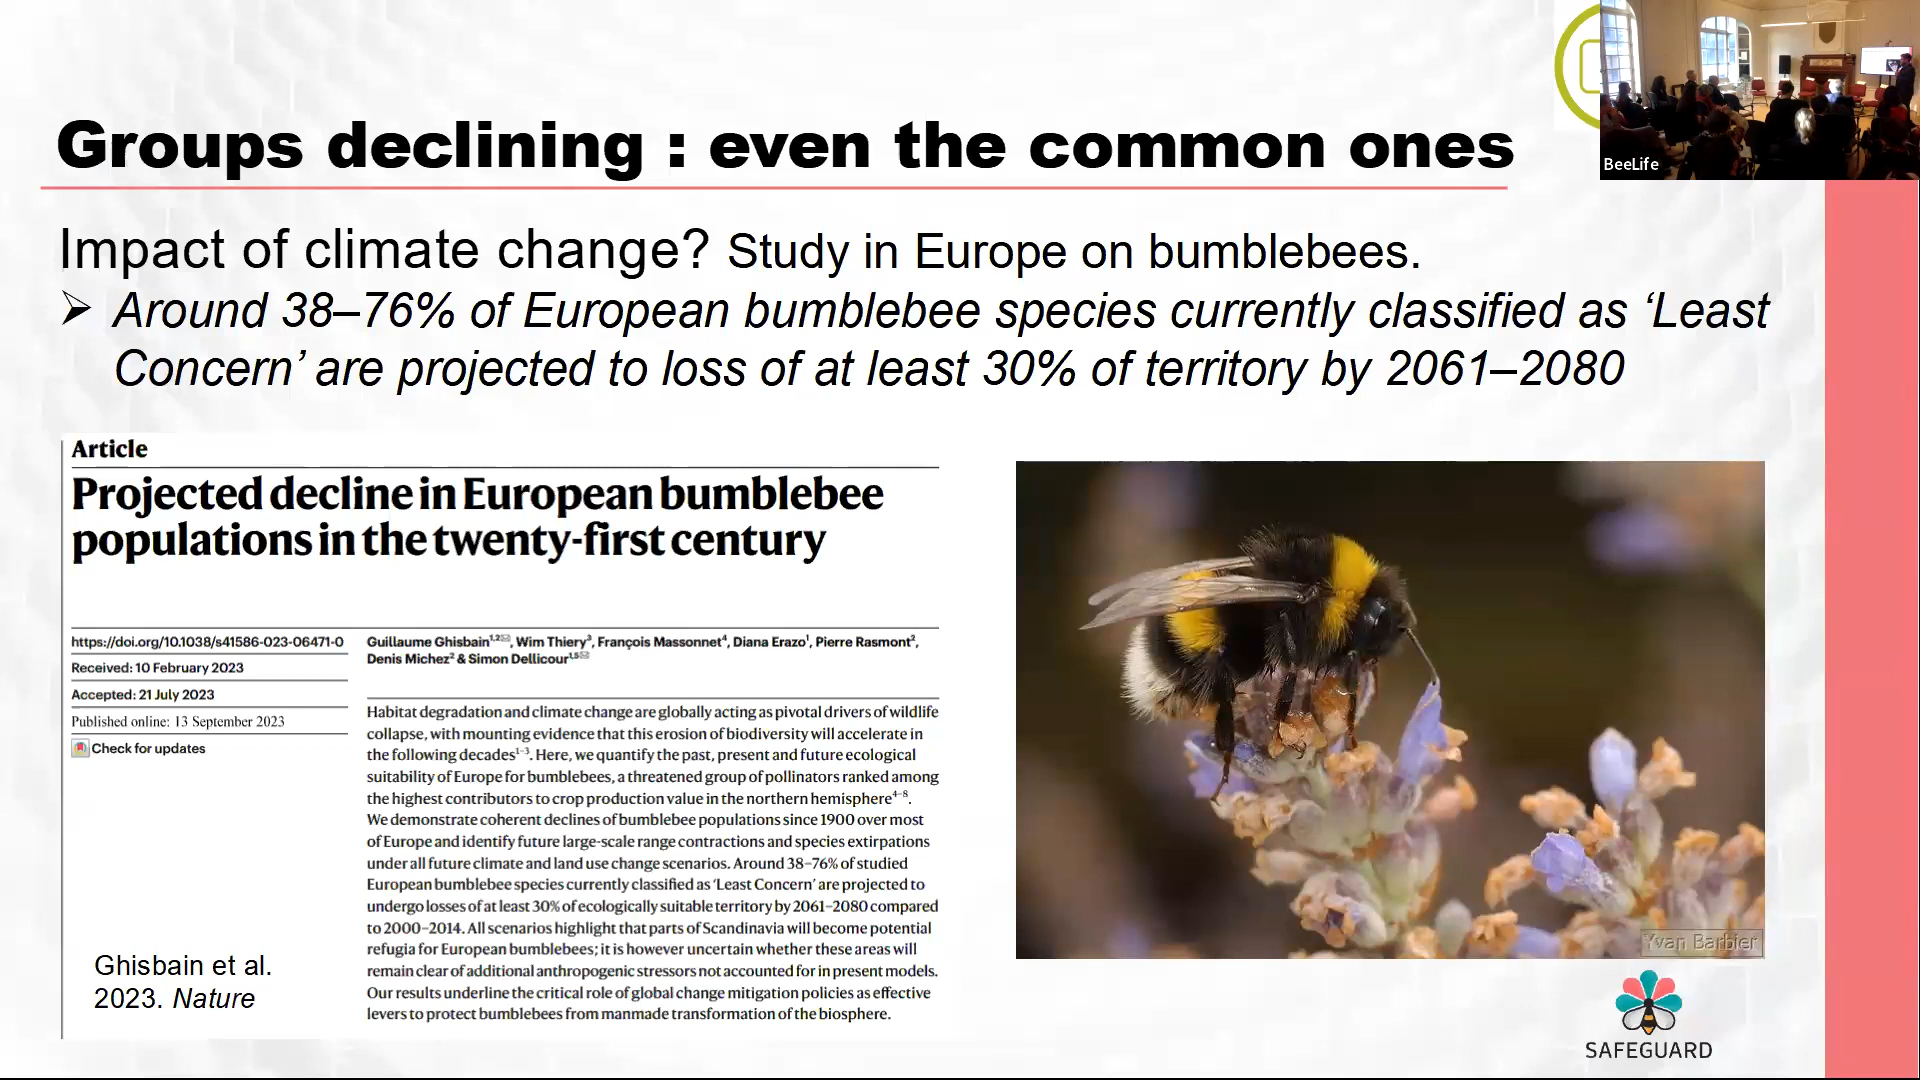 Groups declining : even the common ones
BeeLife
Impact of climate change? Study in Europe on bumblebees.
➢ Around 38–76% of European bumblebee species currently classified as ‘Least
Concern’ are projected to loss of at least 30% of territory by 2061–2080
Article
Projected decline in European bumblebee
populations in the twenty-first century
https://doi.org/10.1038/s41586-023-06471-0
Received: 10 February 2023
Accepted: 21 July 2023
Published online: 13 September 2023
Check for updates
Guillaume Ghisbain1,2✉, Wim Thiery3, François Massonnet4, Diana Erazo1, Pierre Rasmont2,
Denis Michez2 & Simon Dellicour1,5✉
Habitat degradation and climate change are globally acting as pivotal drivers of wildlife
collapse, with mounting evidence that this erosion of biodiversity will accelerate in
the following decades1–3. Here, we quantify the past, present and future ecological
suitability of Europe for bumblebees, a threatened group of pollinators ranked among
the highest contributors to crop production value in the northern hemisphere4–8.
We demonstrate coherent declines of bumblebee populations since 1900 over most
of Europe and identify future large-scale range contractions and species extirpations
under all future climate and land use change scenarios. Around 38–76% of studied
European bumblebee species currently classified as ‘Least Concern’ are projected to
undergo losses of at least 30% of ecologically suitable territory by 2061–2080 compared
to 2000–2014. All scenarios highlight that parts of Scandinavia will become potential
refugia for European bumblebees; it is however uncertain whether these areas will
remain clear of additional anthropogenic stressors not accounted for in present models.
Our results underline the critical role of global change mitigation policies as effective
levers to protect bumblebees from manmade transformation of the biosphere.
Ghisbain et al.
2023. Nature
Yvan Barbier
SAFEGUARD